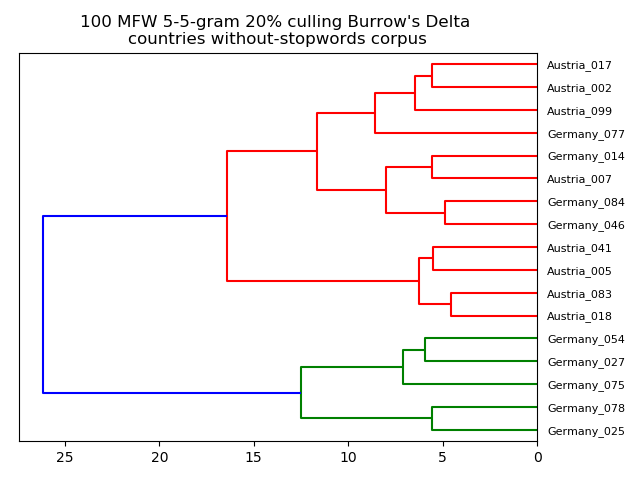 100 MFW 5-5-gram 20% culling Burrow's Delta
countries without-stopwords corpus
Austria_017
Austria_002
Austria_099
Germany_077
Germany_014
Austria_007
Germany_084
Germany_046
Austria_041
Austria_005
Austria_083
Austria_018
Germany_054
Germany_027
Germany_075
Germany_078
Germany_025
25 20 15 10 5 0